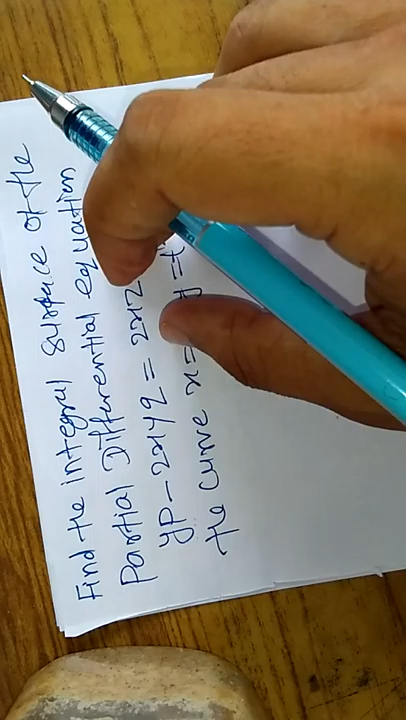 Find the integral surface of the
Partial Differential equation
yp - 2xyq = 2xz
the curve x= y =t